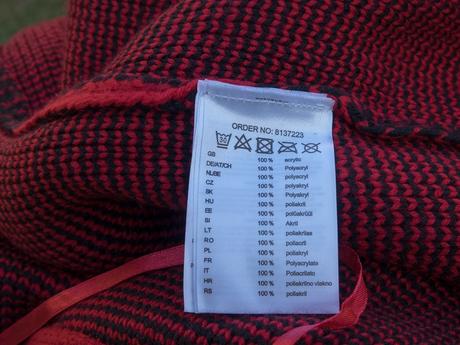 ORDER NO: 8137223
30
GB 100 % acrylic
DE/AT/CH 100 % Polyacryl
NL/BE 100 % polyacryl
CZ 100 % polyakryl
SK 100 % Polyakryl
HU 100 % poliakril
EE 100 % polüakrüül
SI 100 % Akril
LT 100 % poliakrilas
RO 100 % poliacril
PL 100 % poliakryl
FR 100 % Polyacrylate
IT 100 % Poliacrilato
HR 100 % poliakrilno vlakno
RS 100 % poliakril